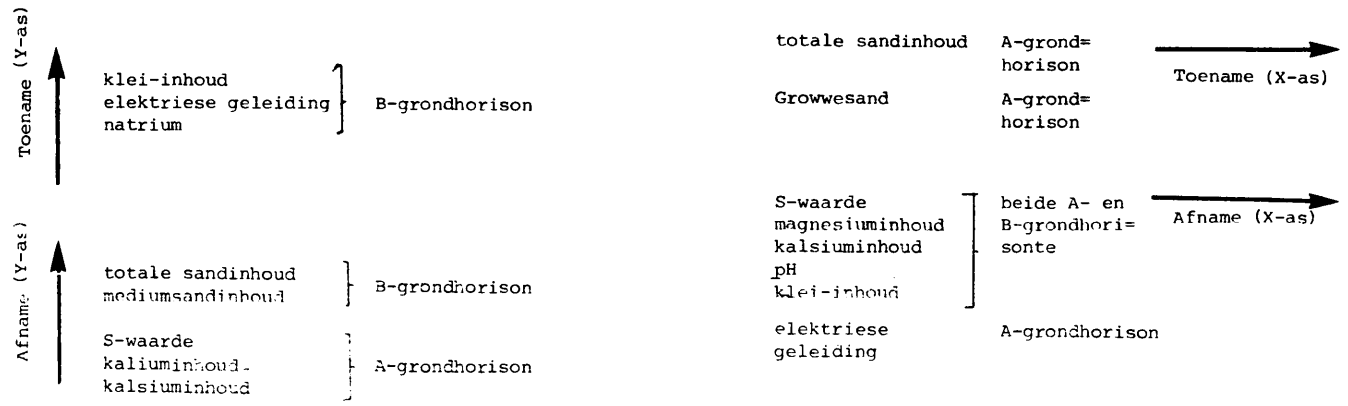 Toename (Y-as)
klei-inhoud
elektriese geleiding
natrium
B-grondhorison
Afname (Y-as)
totale sandinhoud
mediumsandinhoud
B-grondhorison
S-waarde
kaliuminhoud
kalsiuminhoud
A-grondhorison
totale sandinhoud A-grond=
horison
Toename (X-as)
Growwesand A-grond=
horison
S-waarde
magnesiuminhoud
kalsiuminhoud
pH
klei-inhoud
beide A- en
B-grondhori=
sonte
Afname (X-as)
elektriese
geleiding
A-grondhorison